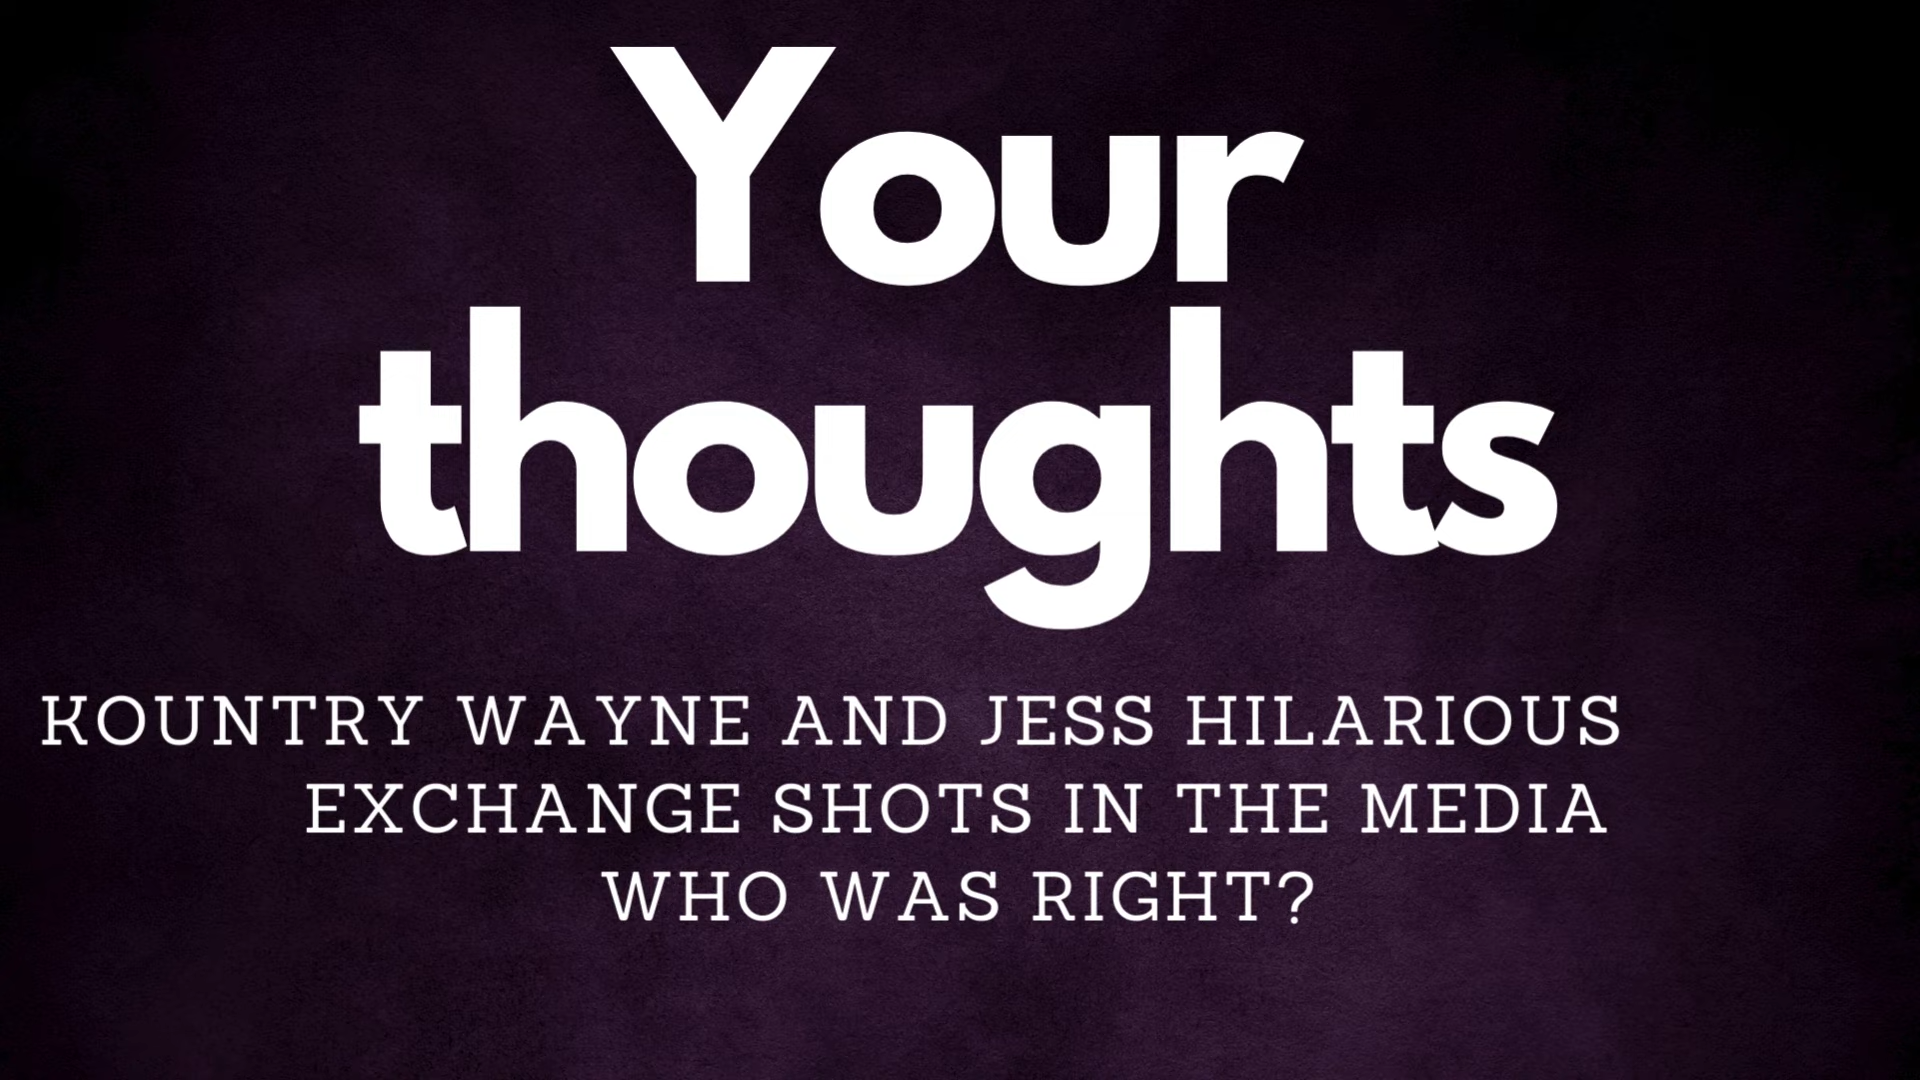 Your
thoughts
KOUNTRY WAYNE AND JESS HILARIOUS
EXCHANGE SHOTS IN THE MEDIA
WHO WAS RIGHT?